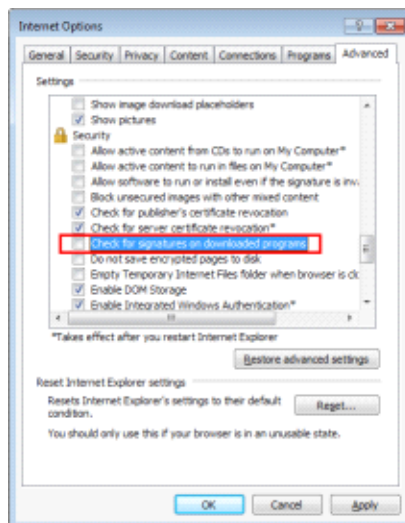 Internet Options
General Security Privacy Content Connections Programs Advanced
Settings
Show image download placeholders
Show pictures
Security
Allow active content from CDs to run on My Computer*
Allow active content to run in files on My Computer*
Allow software to run or install even if the signature is inv
Block unsecured images with other mixed content
Check for publisher's certificate revocation
Check for server certificate revocation*
Check for signatures on downloaded programs
Do not save encrypted pages to disk
Empty Temporary Internet Files folder when browser is clo
Enable DOM Storage
Enable Integrated Windows Authentication*
*Takes effect after you restart Internet Explorer
Restore advanced settings
Reset Internet Explorer settings
Resets Internet Explorer's settings to their default
condition.
Reset...
You should only use this if your browser is in an unusable state.
OK Cancel Apply